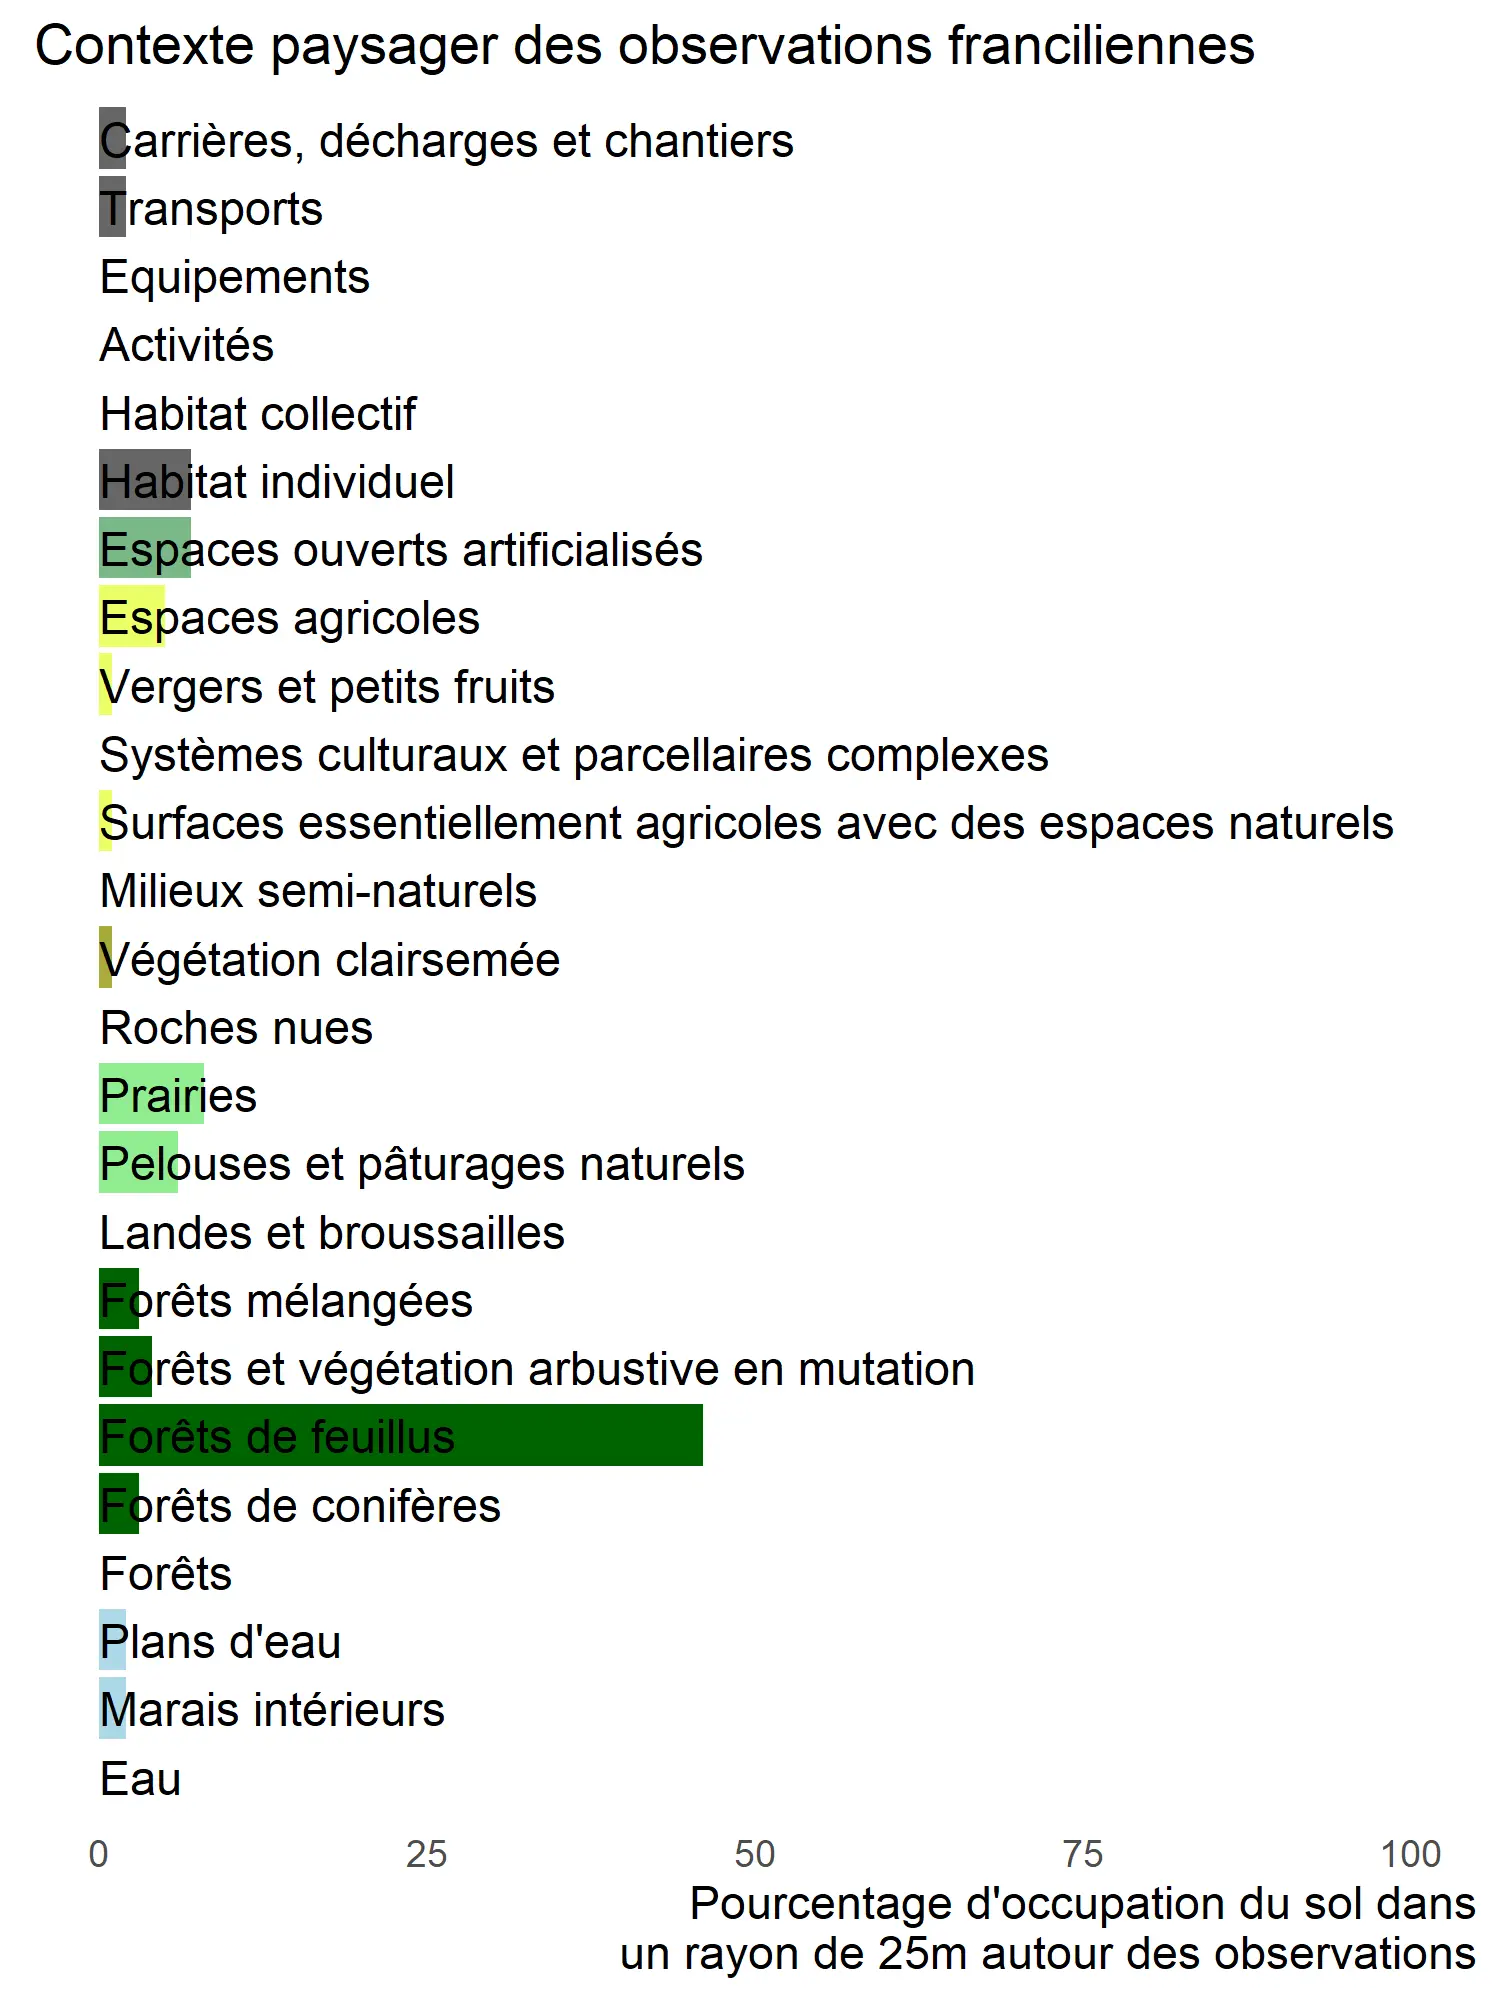 Contexte paysager des observations franciliennes
Carrières, décharges et chantiers
Transports
Equipements
Activités
Habitat collectif
Habitat individuel
Espaces ouverts artificialisés
Espaces agricoles
Vergers et petits fruits
Systèmes culturaux et parcellaires complexes
Surfaces essentiellement agricoles avec des espaces naturels
Milieux semi-naturels
Végétation clairsemée
Roches nues
Prairies
Pelouses et pâturages naturels
Landes et broussailles
Forêts mélangées
Forêts et végétation arbustive en mutation
Forêts de feuillus
Forêts de conifères
Forêts
Plans d'eau
Marais intérieurs
Eau
0 25 50 75 100
Pourcentage d'occupation du sol dans
un rayon de 25m autour des observations